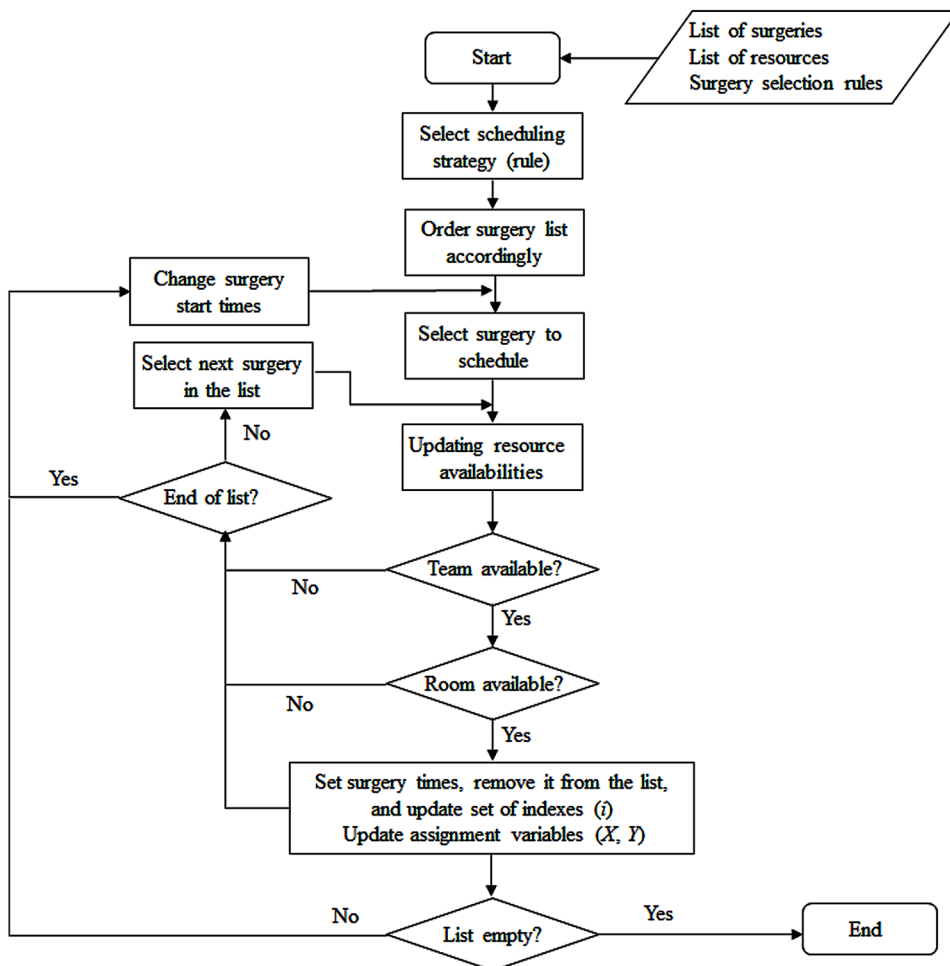 List of surgeries
List of resources
Surgery selection rules
Start
Select scheduling
strategy (rule)
Order surgery list
accordingly
Change surgery
start times
Select surgery to
schedule
Select next surgery
in the list
Updating resource
availabilities
No
Yes
End of list?
Team available?
No
Yes
Room available?
No
Yes
Set surgery times, remove it from the list,
and update set of indexes (i)
Update assignment variables (X, Y)
No
List empty?
Yes
End